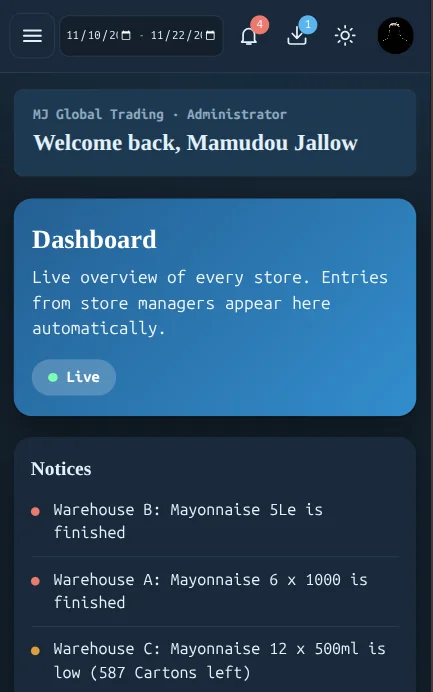 11/10/2
-
11/22/2
4
1
MJ Global Trading · Administrator
Welcome back, Mamudou Jallow
Dashboard
Live overview of every store. Entries
from store managers appear here
automatically.
Live
Notices
Warehouse B: Mayonnaise 5Le is
finished
Warehouse A: Mayonnaise 6 x 1000 is
finished
Warehouse C: Mayonnaise 12 x 500ml is
low (587 Cartons left)